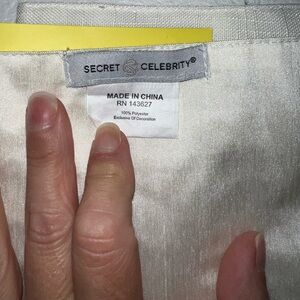 SECRET CELEBRITY®
MADE IN CHINA
RN 143627
100% Polyester
Exclusive Of Decoration